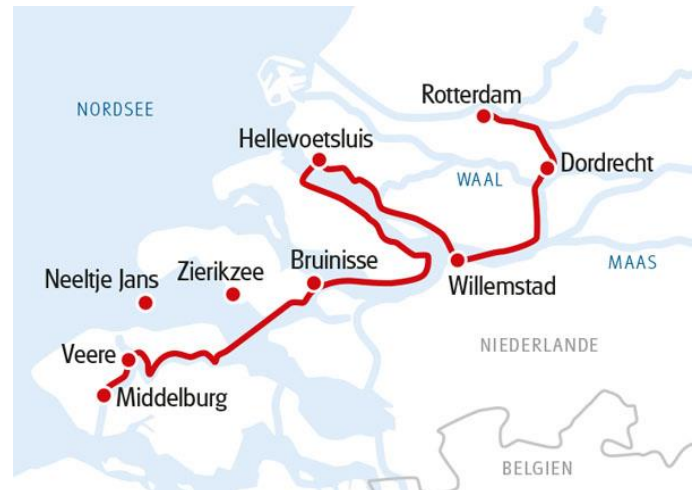 Rotterdam
NORDSEE
Hellevoetsluis
Dordrecht
WAAL
Bruinisse
Zierikzee
Neeltje Jans
MAAS
Willemstad
Veere
NIEDERLANDE
Middelburg
BELGIEN